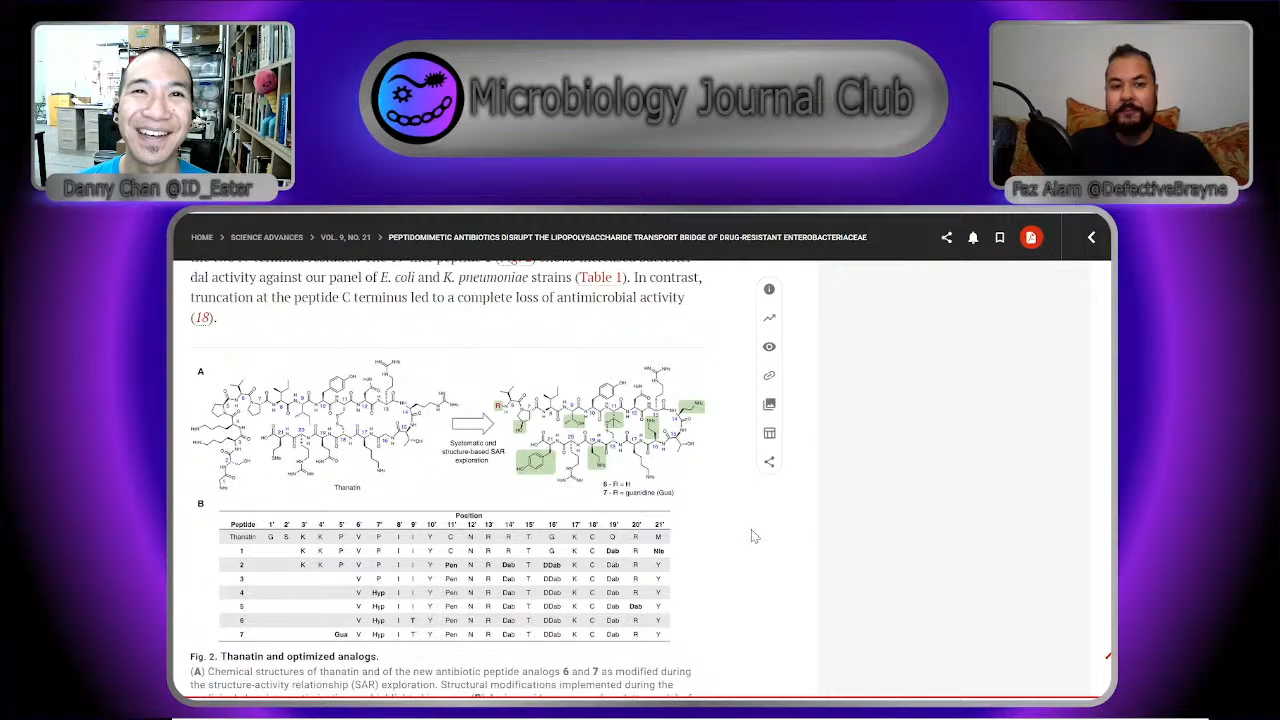 Microbiology Journal Club
Danny Chan @ID_Eater
Faz Alam @DefectiveBrayne
HOME > SCIENCE ADVANCES > VOL. 9, NO. 21 > PEPTIDOMIMETIC ANTIBIOTICS DISRUPT THE LIPOPOLYSACCHARIDE TRANSPORT BRIDGE OF DRUG-RESISTANT ENTEROBACTERIACEAE
dal activity against our panel of E. coli and K. pneumoniae strains (Table 1). In contrast,
truncation at the peptide C terminus led to a complete loss of antimicrobial activity
(18).
A
Systematic and
structure-based SAR
exploration
Thanatin
6 - R = H
7 - R = guanidine (Gua)
B
Position
Peptide 1' 2' 3' 4' 5' 6' 7' 8' 9' 10' 11' 12' 13' 14' 15' 16' 17' 18' 19' 20' 21'
Thanatin G S K K P V P I I Y C N R R T G K C Q R M
1 K K P V P I I Y C N R R T G K C Dab R Nle
2 K K P V P I I Y Pen N R Dab T DDab K C Dab R Y
3 V P I I Y Pen N R Dab T DDab K C Dab R Y
4 V Hyp I I Y Pen N R Dab T DDab K C Dab R Y
5 V Hyp I I Y Pen N R Dab T DDab K C Dab Dab Y
6 V Hyp I T Y Pen N R Dab T DDab K C Dab R Y
7 Gua V Hyp I T Y Pen N R Dab T DDab K C Dab R Y
Fig. 2. Thanatin and optimized analogs.
(A) Chemical structures of thanatin and of the new antibiotic peptide analogs 6 and 7 as modified during
the structure-activity relationship (SAR) exploration. Structural modifications implemented during the